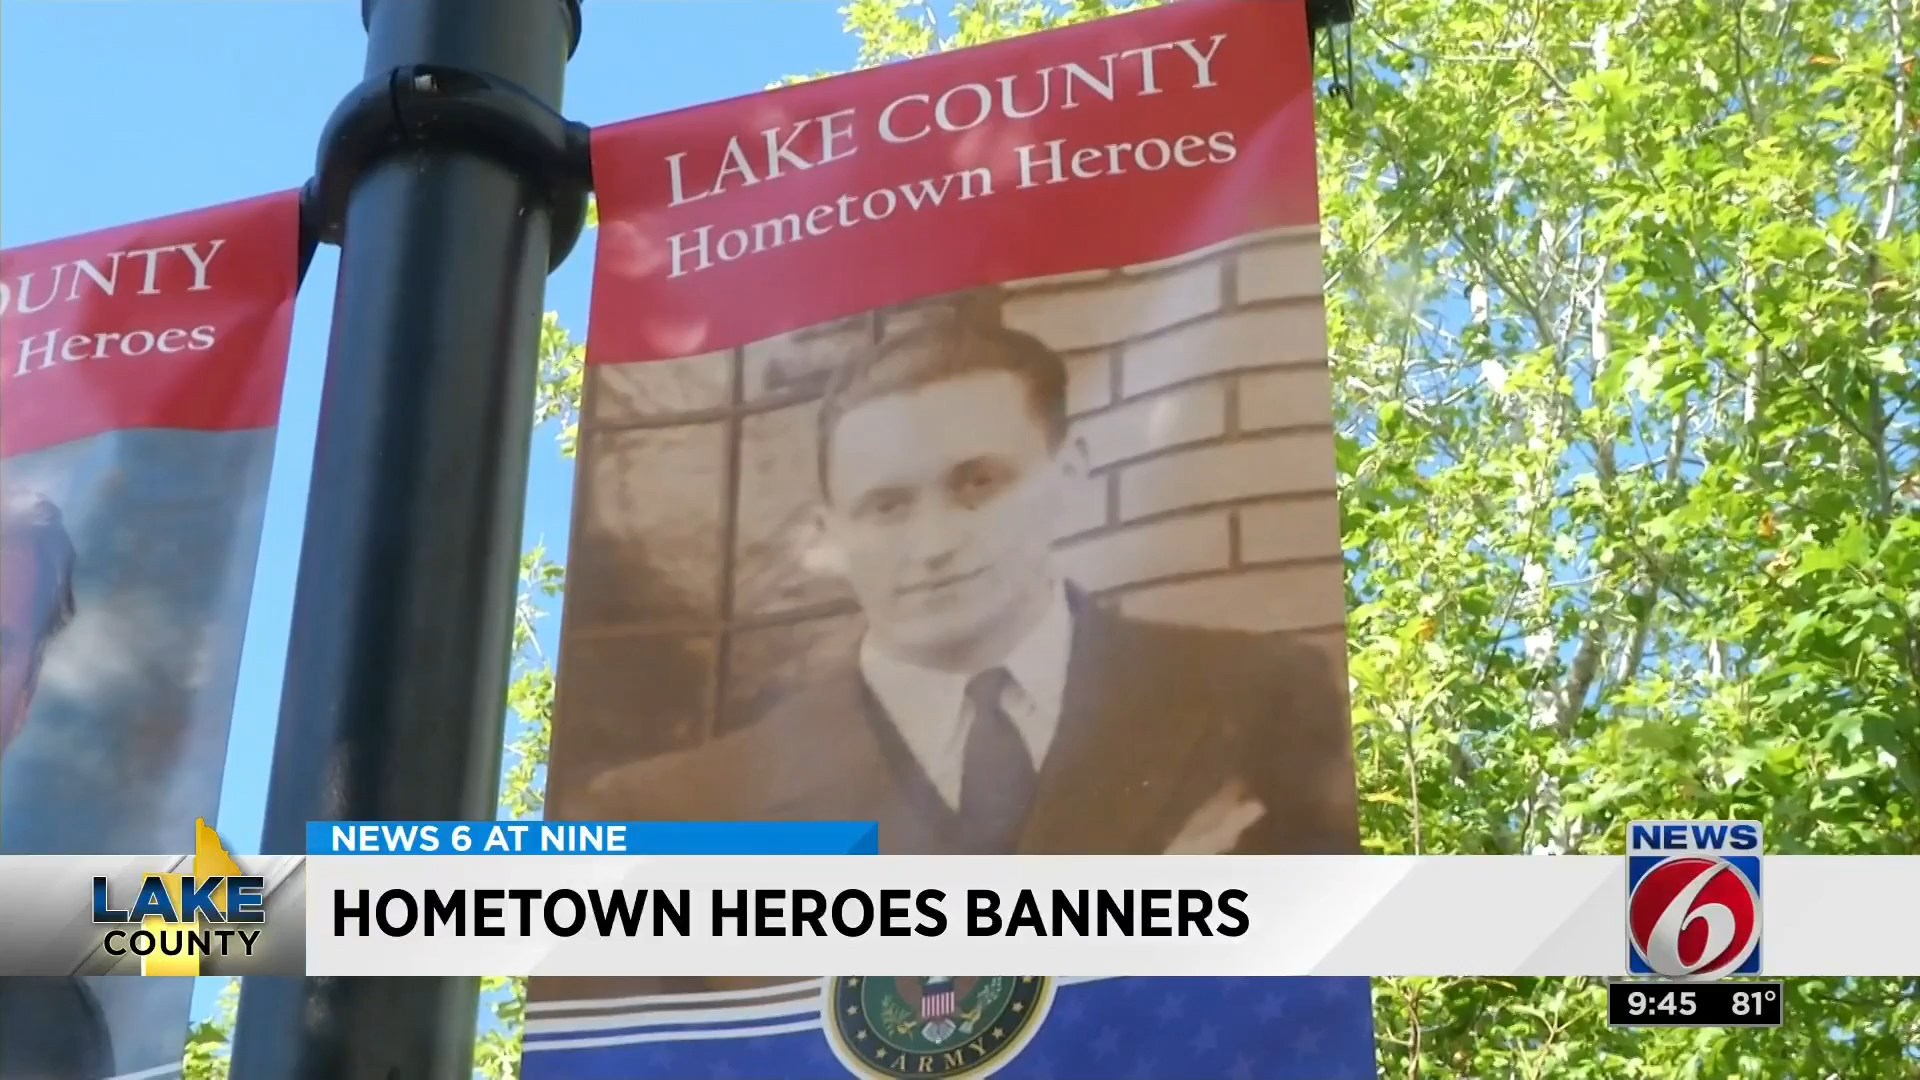 LAKE COUNTY
Hometown Heroes
OUNTY
Heroes
NEWS 6 AT NINE
LAKE
COUNTY
HOMETOWN HEROES BANNERS
NEWS
6
9:45 81°
ARMY